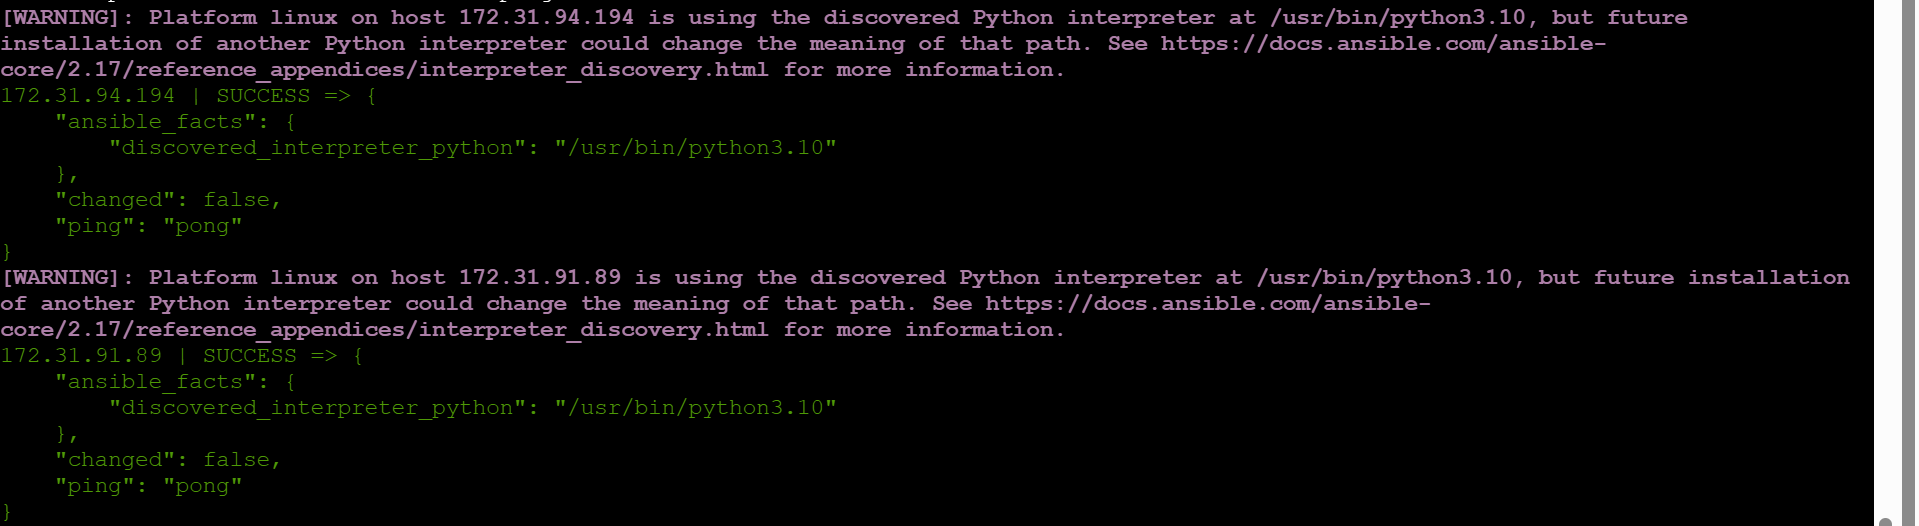 [WARNING]: Platform linux on host 172.31.94.194 is using the discovered Python interpreter at /usr/bin/python3.10, but future
installation of another Python interpreter could change the meaning of that path. See https://docs.ansible.com/ansible-
core/2.17/reference_appendices/interpreter_discovery.html for more information.
172.31.94.194 | SUCCESS => {
    "ansible_facts": {
        "discovered_interpreter_python": "/usr/bin/python3.10"
    },
    "changed": false,
    "ping": "pong"
}
[WARNING]: Platform linux on host 172.31.91.89 is using the discovered Python interpreter at /usr/bin/python3.10, but future installation
of another Python interpreter could change the meaning of that path. See https://docs.ansible.com/ansible-
core/2.17/reference_appendices/interpreter_discovery.html for more information.
172.31.91.89 | SUCCESS => {
    "ansible_facts": {
        "discovered_interpreter_python": "/usr/bin/python3.10"
    },
    "changed": false,
    "ping": "pong"
}